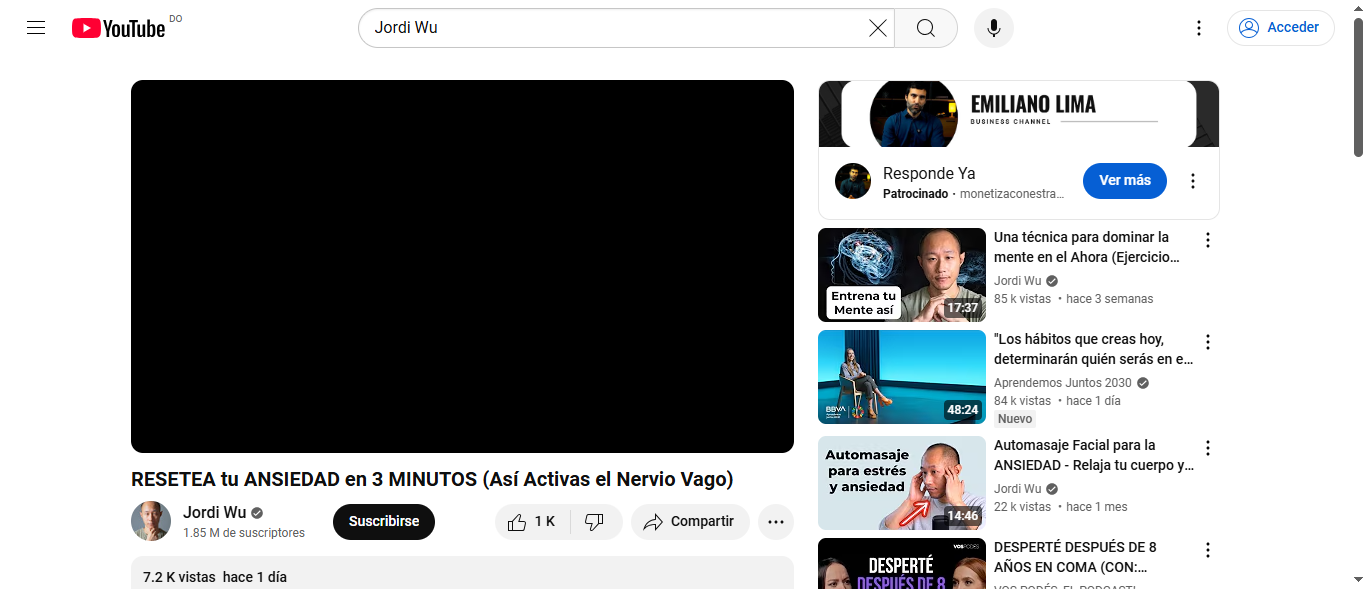 YouTube DO
Jordi Wu
Acceder
EMILIANO LIMA
BUSINESS CHANNEL
Responde Ya
Patrocinado · monetizaconestra...
Ver más
Entrena tu
Mente así
17:37
Una técnica para dominar la
mente en el Ahora (Ejercicio...
Jordi Wu
85 k vistas • hace 3 semanas
BBVA
48:24
"Los hábitos que creas hoy,
determinarán quién serás en e...
Aprendemos Juntos 2030
84 k vistas • hace 1 día
Nuevo
Automasaje
para estrés
y ansiedad
14:46
Automasaje Facial para la
ANSIEDAD - Relaja tu cuerpo y...
Jordi Wu
22 k vistas • hace 1 mes
VOSPODÉS
DESPERTÉ
DESPUÉS DE 8
DESPERTÉ DESPUÉS DE 8
AÑOS EN COMA (CON:...
VOS PODÉS, EL PODCAST!
RESETEA tu ANSIEDAD en 3 MINUTOS (Así Activas el Nervio Vago)
Jordi Wu
1.85 M de suscriptores
Suscribirse
1 K
Compartir
7.2 K vistas hace 1 día